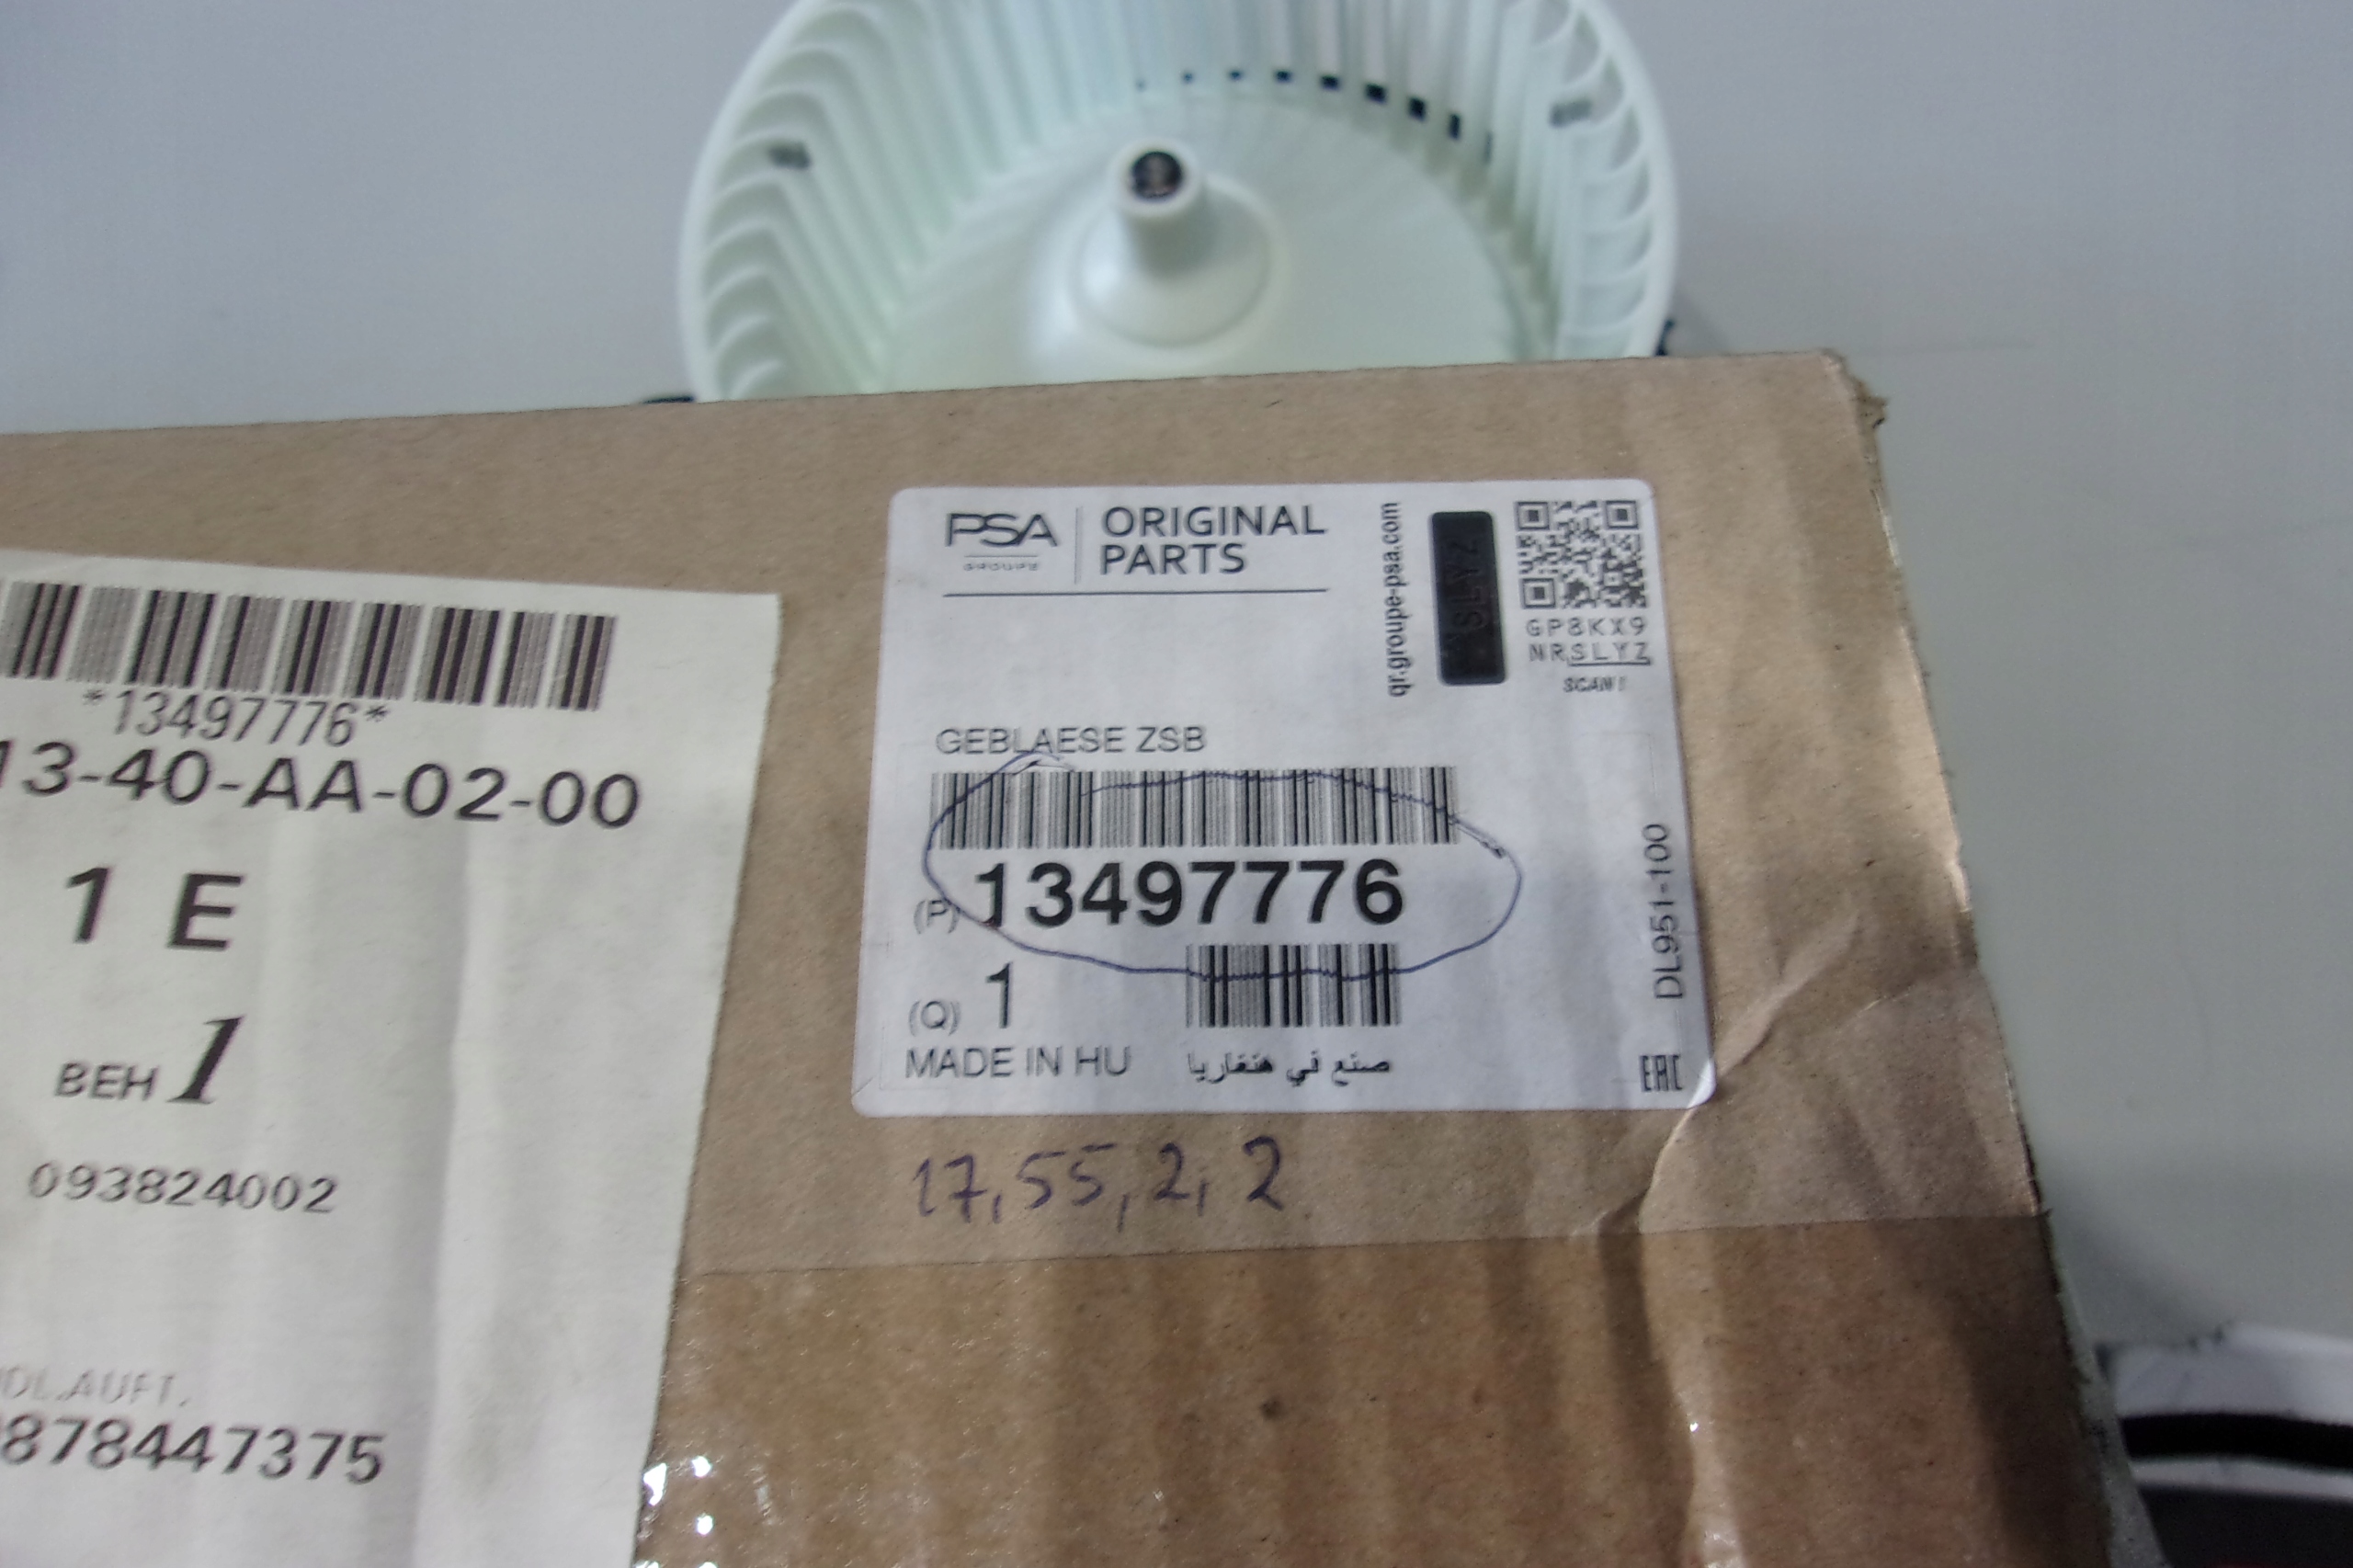 *13497776*
13-40-AA-02-00
1 E
BEH 1
093824002
DL.AUFT.
878447375
PSA
GROUPE
ORIGINAL
PARTS
qr.groupe-psa.com
SLYZ
GP8KX9
NRSLYZ
SCAN!
GEBLAESE ZSB
(P) 13497776
(Q) 1
MADE IN HU صنع في هنغاريا
DL951-100
EAC
17,55,2,2